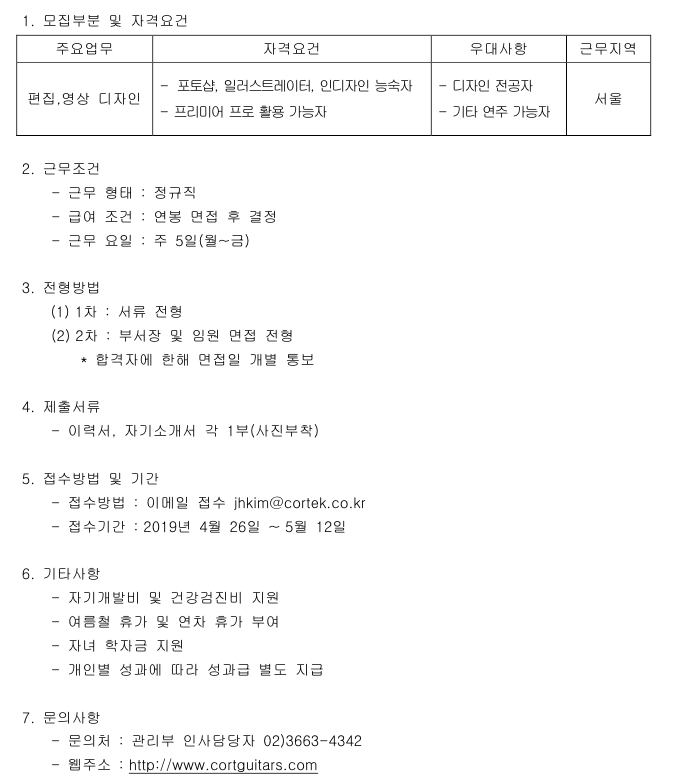 1. 모집부분 및 자격요건
주요업무 자격요건 우대사항 근무지역
편집,영상 디자인
- 포토샵, 일러스트레이터, 인디자인 능숙자
- 프리미어 프로 활용 가능자
- 디자인 전공자
- 기타 연주 가능자
서울
2. 근무조건
- 근무 형태 : 정규직
- 급여 조건 : 연봉 면접 후 결정
- 근무 요일 : 주 5일(월~금)
3. 전형방법
(1) 1차 : 서류 전형
(2) 2차 : 부서장 및 임원 면접 전형
* 합격자에 한해 면접일 개별 통보
4. 제출서류
- 이력서, 자기소개서 각 1부(사진부착)
5. 접수방법 및 기간
- 접수방법 : 이메일 접수 jhkim@cortek.co.kr
- 접수기간 : 2019년 4월 26일 ~ 5월 12일
6. 기타사항
- 자기개발비 및 건강검진비 지원
- 여름철 휴가 및 연차 휴가 부여
- 자녀 학자금 지원
- 개인별 성과에 따라 성과급 별도 지급
7. 문의사항
- 문의처 : 관리부 인사담당자 02)3663-4342
- 웹주소 : http://www.cortguitars.com